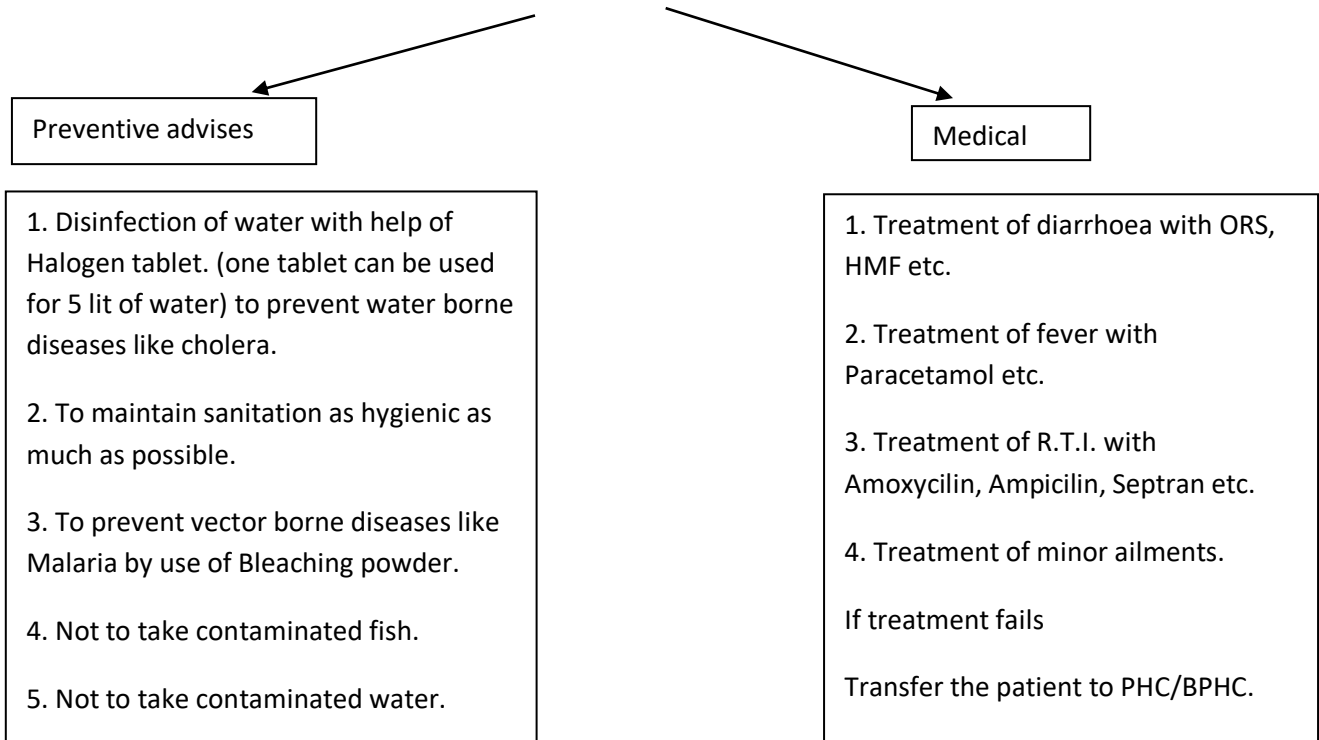 Preventive advises
1. Disinfection of water with help of
Halogen tablet. (one tablet can be used
for 5 lit of water) to prevent water borne
diseases like cholera.
2. To maintain sanitation as hygienic as
much as possible.
3. To prevent vector borne diseases like
Malaria by use of Bleaching powder.
4. Not to take contaminated fish.
5. Not to take contaminated water.
Medical
1. Treatment of diarrhoea with ORS,
HMF etc.
2. Treatment of fever with
Paracetamol etc.
3. Treatment of R.T.I. with
Amoxycilin, Ampicilin, Septran etc.
4. Treatment of minor ailments.
If treatment fails
Transfer the patient to PHC/BPHC.